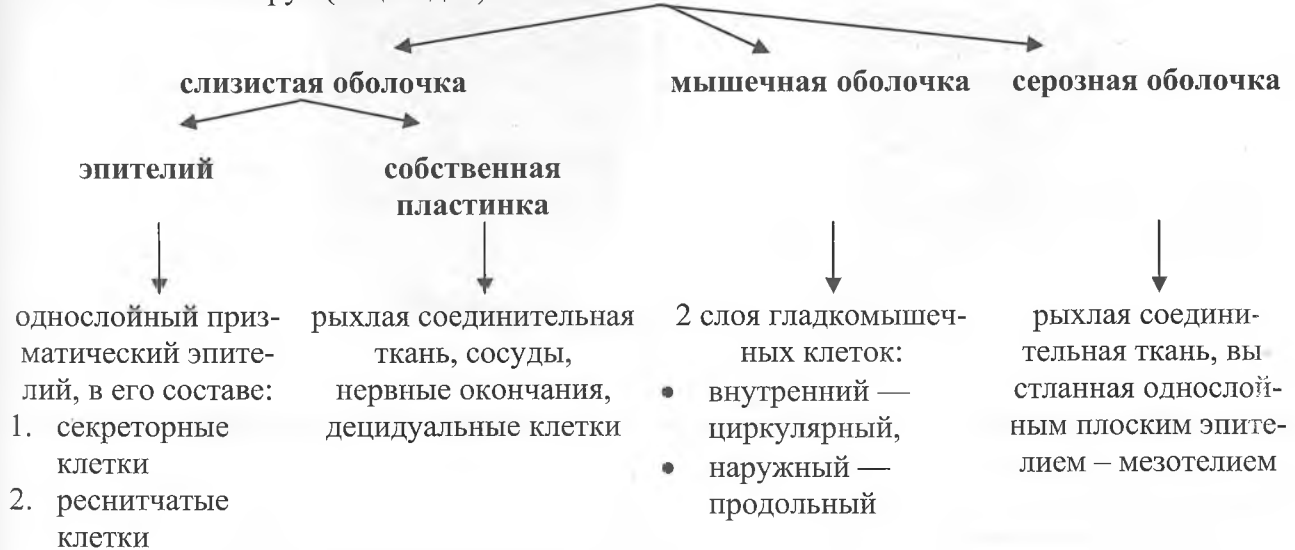 слизистая оболочка
мышечная оболочка
серозная оболочка
эпителий
собственная
пластинка
однослойный приз-
матический эпите-
лий, в его составе:
1. секреторные
клетки
2. реснитчатые
клетки
рыхлая соединительная
ткань, сосуды,
нервные окончания,
децидуальные клетки
2 слоя гладкомышеч-
ных клеток:
• внутренний —
циркулярный,
• наружный —
продольный
рыхлая соедини-
тельная ткань, вы
стланная однослой-
ным плоским эпите-
лием – мезотелием